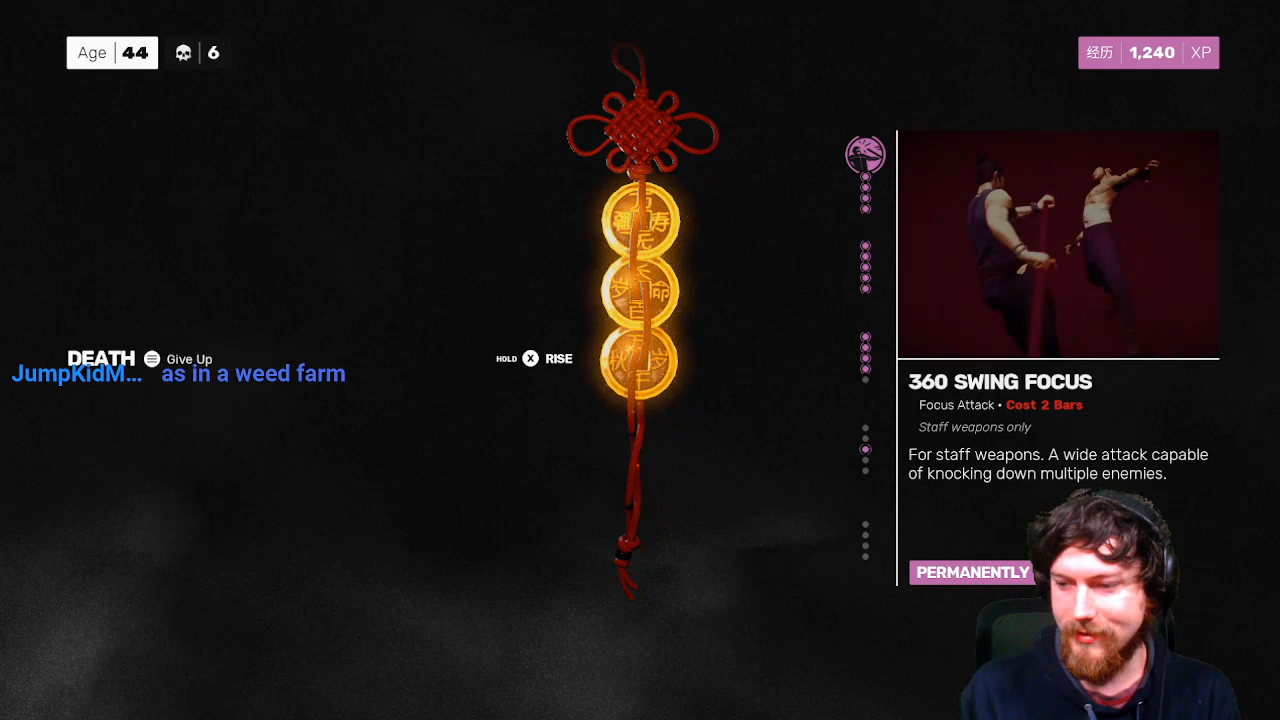 Age 44 6
经历 1,240 XP
DEATH Give Up
HOLD X RISE
JumpKidM... as in a weed farm
360 SWING FOCUS
Focus Attack • Cost 2 Bars
Staff weapons only
For staff weapons. A wide attack capable
of knocking down multiple enemies.
PERMANENTLY